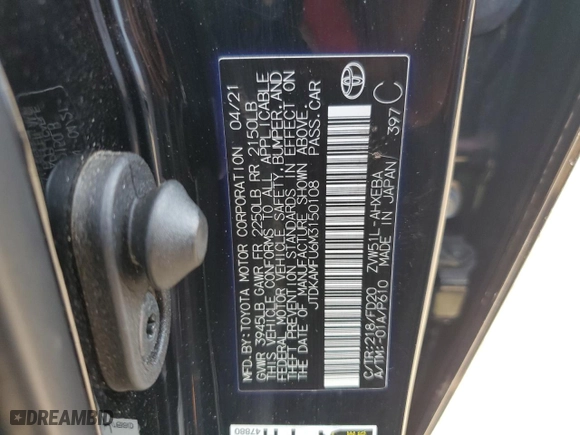 MFD.BY:TOYOTA MOTOR CORPORATION 04/21
GVWR 3945LB GAWR FR 2250LB RR 2150LB
THIS VEHICLE CONFORMS TO ALL APPLICABLE
FEDERAL MOTOR VEHICLE SAFETY, BUMPER, AND
THEFT PREVENTION STANDARDS IN EFFECT ON
THE DATE OF MANUFACTURE SHOWN ABOVE.
JTDKAMFU6M3150108 PASS.CAR
C/TR:218/FD20 ZVW51L-AHXEBA
A/TM:-01A/P610 MADE IN JAPAN 397 C
47880
DREAMBID